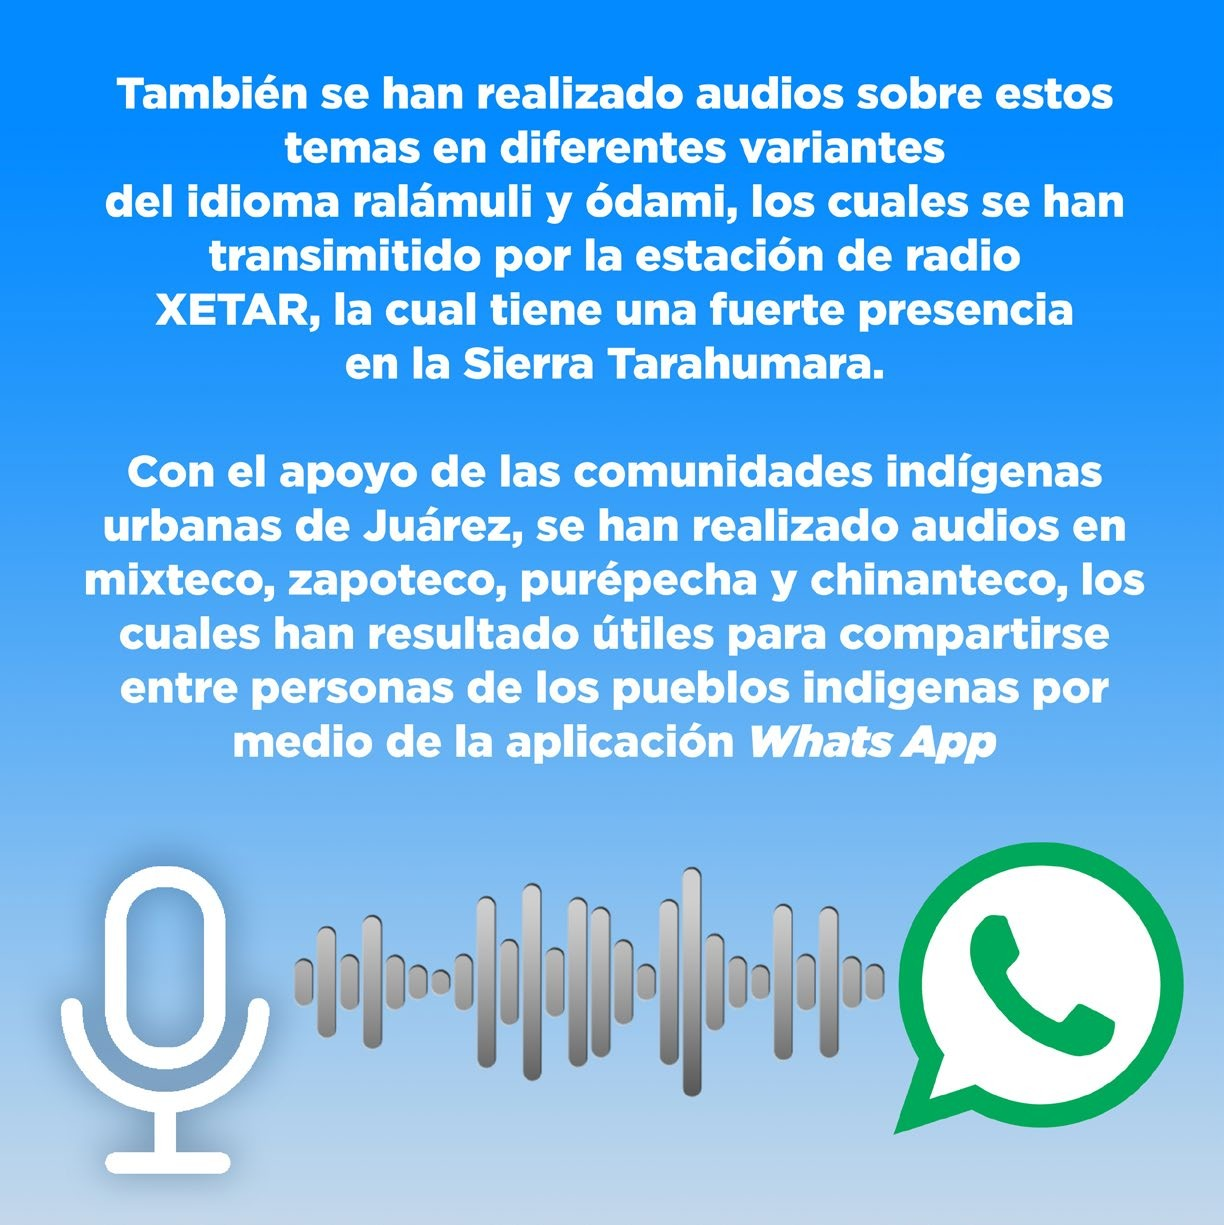 También se han realizado audios sobre estos
temas en diferentes variantes
del idioma ralámuli y ódami, los cuales se han
transimitido por la estación de radio
XETAR, la cual tiene una fuerte presencia
en la Sierra Tarahumara.
Con el apoyo de las comunidades indígenas
urbanas de Juárez, se han realizado audios en
mixteco, zapoteco, purépecha y chinanteco, los
cuales han resultado útiles para compartirse
entre personas de los pueblos indigenas por
medio de la aplicación Whats App